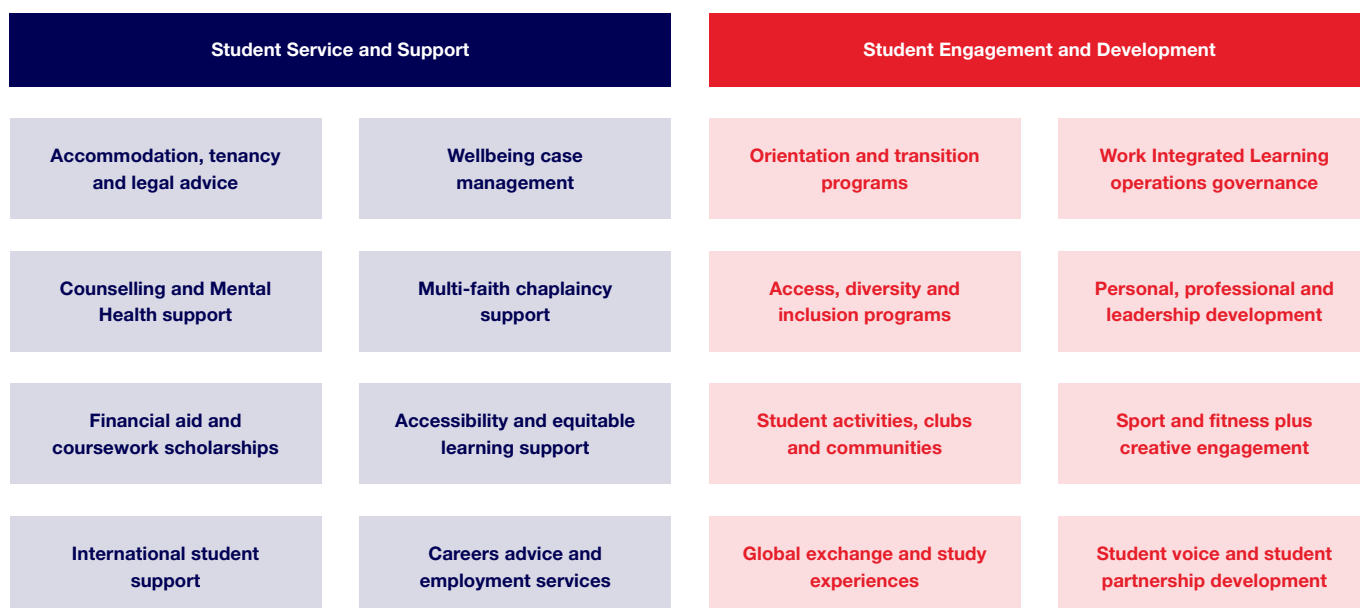 Student Service and Support
Student Engagement and Development
Accommodation, tenancy
and legal advice
Wellbeing case
management
Orientation and transition
programs
Work Integrated Learning
operations governance
Counselling and Mental
Health support
Multi-faith chaplaincy
support
Access, diversity and
inclusion programs
Personal, professional and
leadership development
Financial aid and
coursework scholarships
Accessibility and equitable
learning support
Student activities, clubs
and communities
Sport and fitness plus
creative engagement
International student
support
Careers advice and
employment services
Global exchange and study
experiences
Student voice and student
partnership development